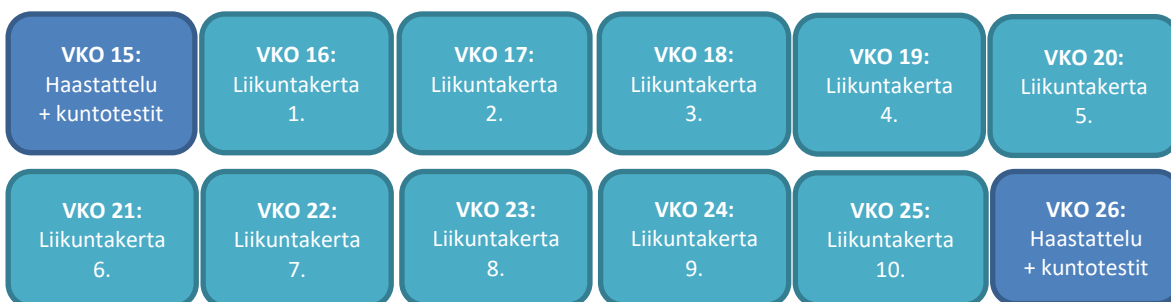 VKO 15:
Haastattelu
+ kuntotestit
VKO 16:
Liikuntakerta
1.
VKO 17:
Liikuntakerta
2.
VKO 18:
Liikuntakerta
3.
VKO 19:
Liikuntakerta
4.
VKO 20:
Liikuntakerta
5.
VKO 21:
Liikuntakerta
6.
VKO 22:
Liikuntakerta
7.
VKO 23:
Liikuntakerta
8.
VKO 24:
Liikuntakerta
9.
VKO 25:
Liikuntakerta
10.
VKO 26:
Haastattelu
+ kuntotestit